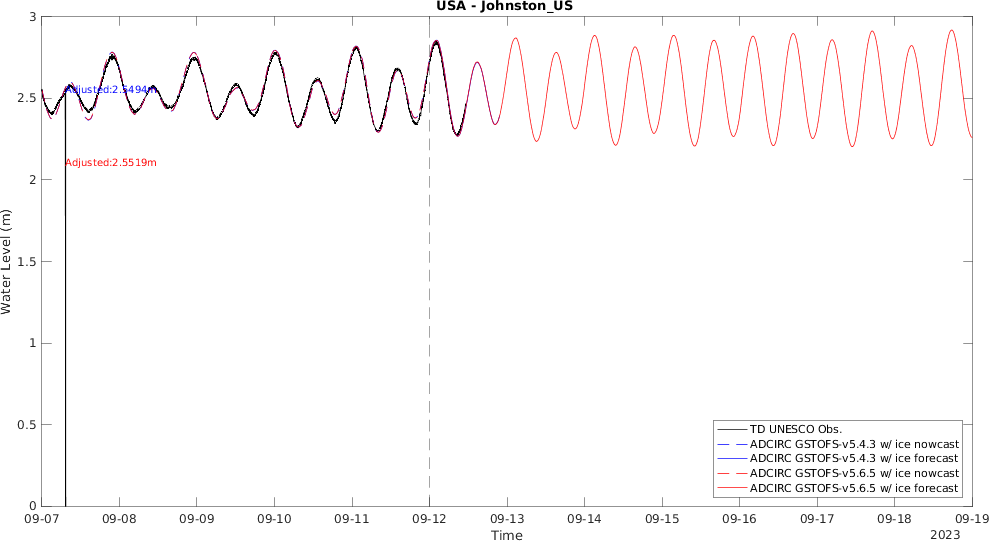 USA - Johnston_US
3
2.5
2
1.5
1
0.5
0
Water Level (m)
Adjusted:2.5494m
Adjusted:2.5519m
TD UNESCO Obs.
ADCIRC GSTOFS-v5.4.3 w/ ice nowcast
ADCIRC GSTOFS-v5.4.3 w/ ice forecast
ADCIRC GSTOFS-v5.6.5 w/ ice nowcast
ADCIRC GSTOFS-v5.6.5 w/ ice forecast
09-07 09-08 09-09 09-10 09-11 09-12 09-13 09-14 09-15 09-16 09-17 09-18 09-19
Time
2023